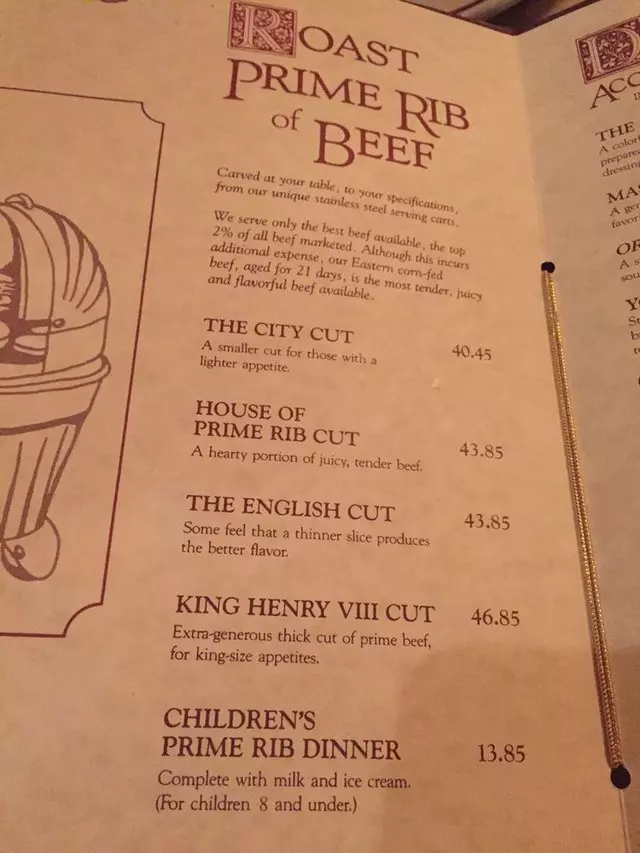 ROAST
PRIME RIB
of
BEEF
Carved at your table, to your specifications,
from our unique stainless steel serving carts.
We serve only the best beef available, the top
2% of all beef marketed. Although this incurs
additional expense, our Eastern corn-fed
beef, aged for 21 days, is the most tender, juicy
and flavorful beef available.
THE CITY CUT 40.45
A smaller cut for those with a
lighter appetite.
HOUSE OF
PRIME RIB CUT 43.85
A hearty portion of juicy, tender beef.
THE ENGLISH CUT 43.85
Some feel that a thinner slice produces
the better flavor.
KING HENRY VIII CUT 46.85
Extra-generous thick cut of prime beef,
for king-size appetites.
CHILDREN'S
PRIME RIB DINNER 13.85
Complete with milk and ice cream.
(For children 8 and under.)
THE
A
prepared
dressing
A
favor
A